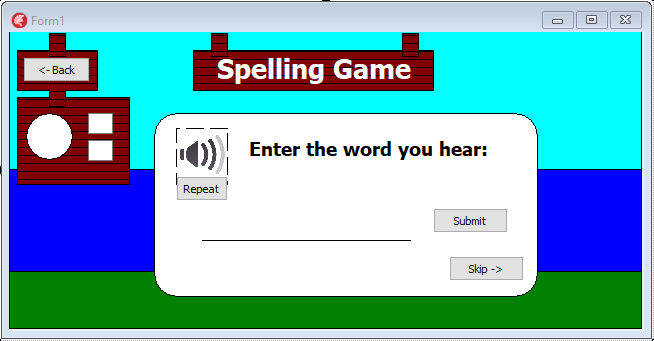 Form1
<- Back
Spelling Game
Enter the word you hear:
Repeat
Submit
Skip ->